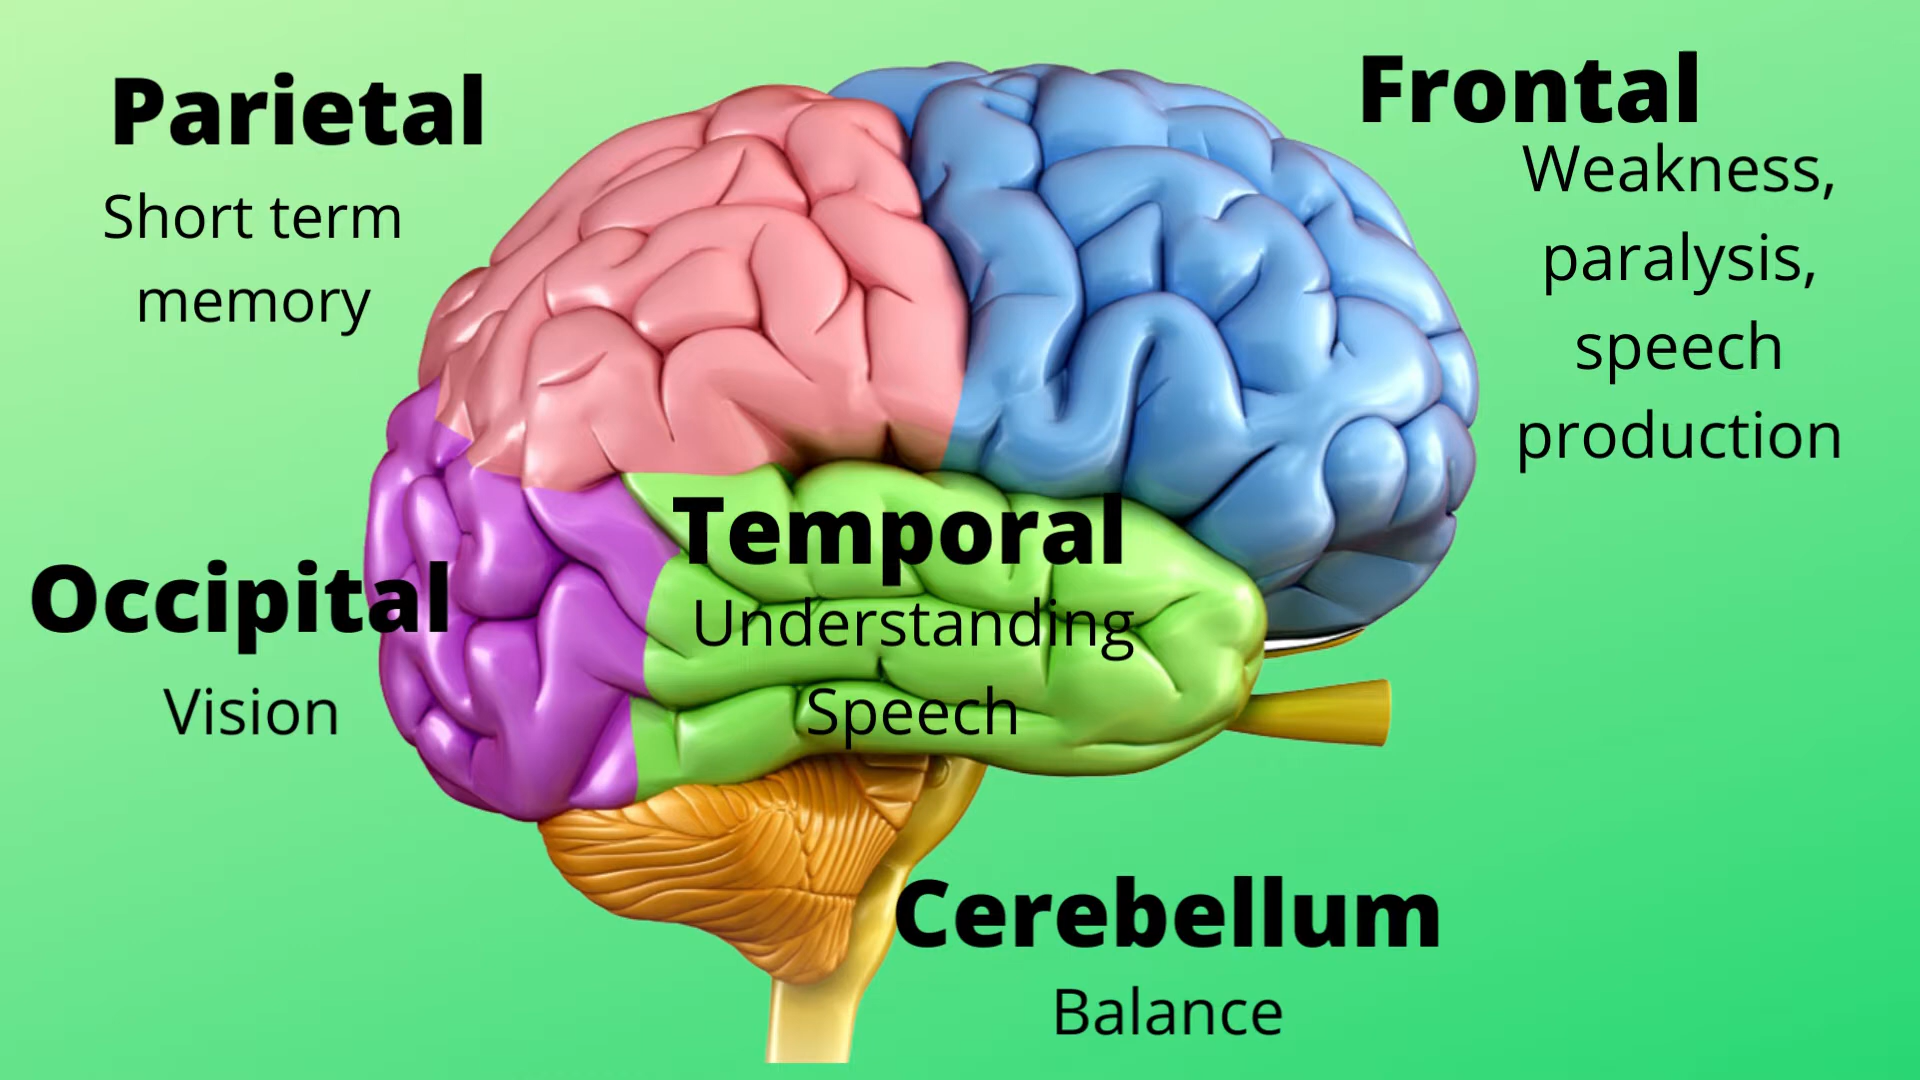 Parietal
Short term
memory
Frontal
Weakness,
paralysis,
speech
production
Temporal
Understanding
Speech
Occipital
Vision
Cerebellum
Balance